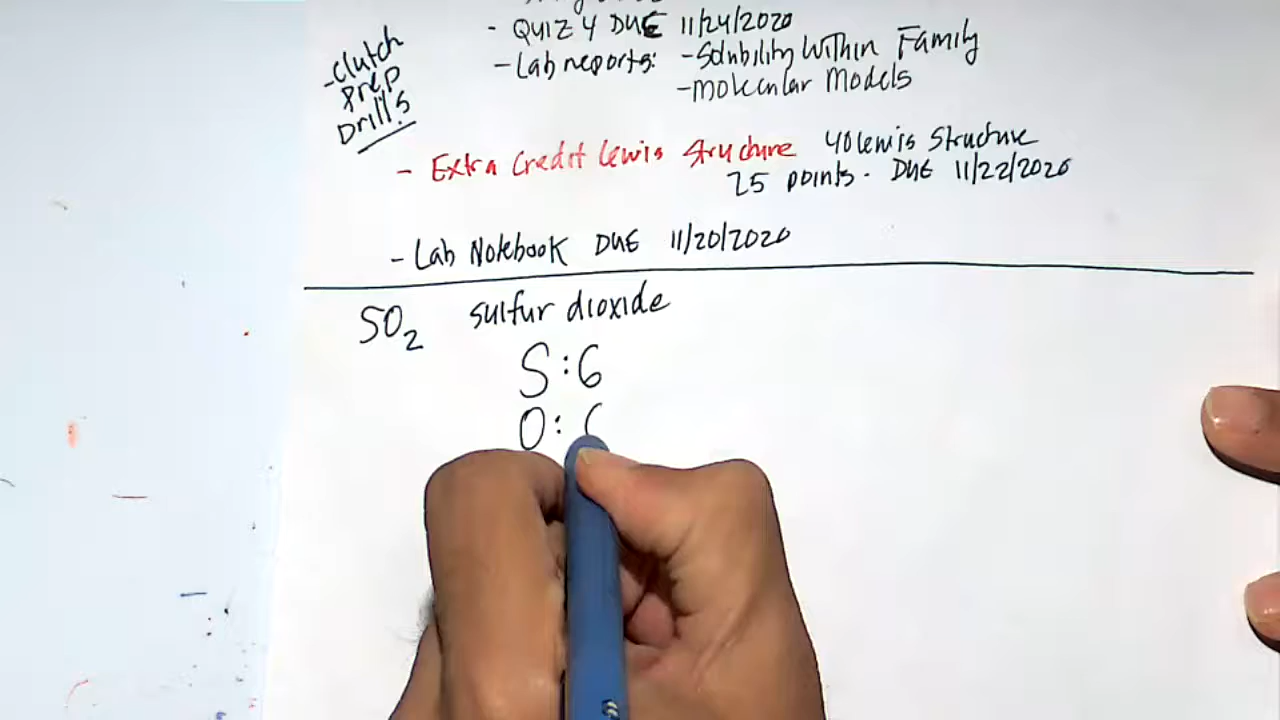 - QUIZ 4 DUE 11/24/2020
- Lab reports: - Solubility Within Family
- Molecular Models
- Clutch
Prep
Drills
- Extra Credit Lewis Structure 40 Lewis Structure
25 points. DUE 11/22/2020
- Lab Notebook DUE 11/20/2020
SO2 sulfur dioxide
S:6
O: